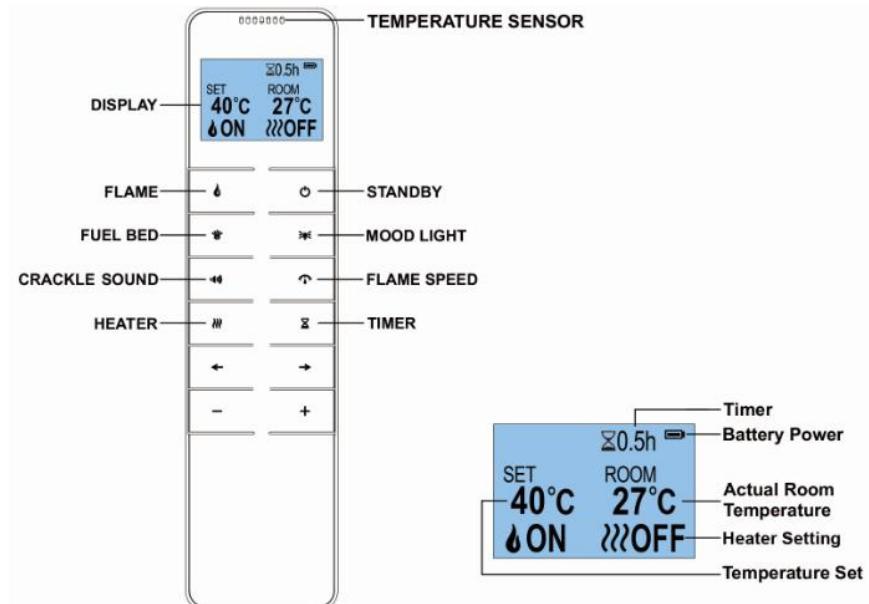 TEMPERATURE SENSOR
0.5h
SET ROOM
40°C 27°C
ON OFF
DISPLAY
FLAME
STANDBY
FUEL BED
MOOD LIGHT
CRACKLE SOUND
FLAME SPEED
HEATER
TIMER
← →
− +
Timer
0.5h
Battery Power
SET ROOM
40°C 27°C
Actual Room
Temperature
ON OFF
Heater Setting
Temperature Set